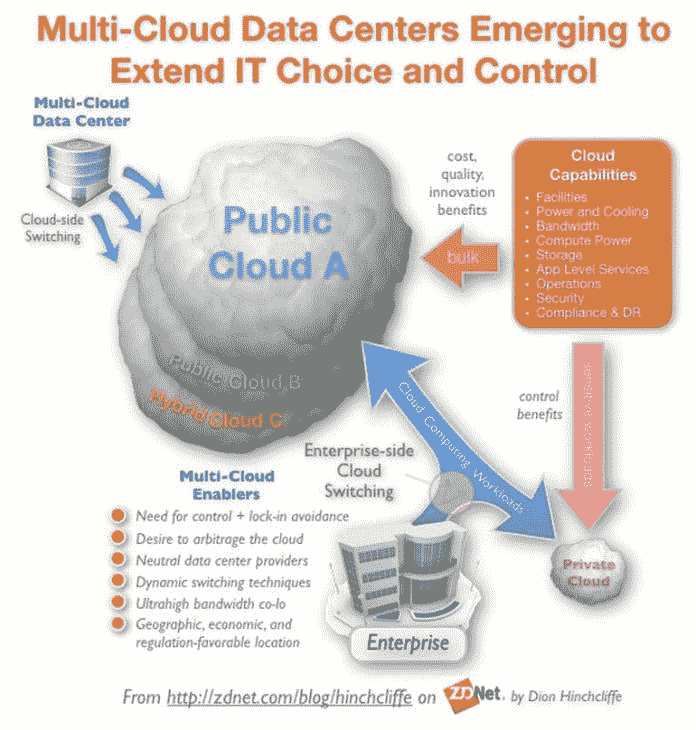 Multi-Cloud Data Centers Emerging to
Extend IT Choice and Control
Multi-Cloud
Data Center
Cloud-side
Switching
Public
Cloud A
Public Cloud B
Hybrid Cloud C
cost,
quality,
innovation
benefits
bulk
Cloud
Capabilities
• Facilities
• Power and Cooling
• Bandwidth
• Compute Power
• Storage
• App Level Services
• Operations
• Security
• Compliance & DR
control
benefits
sensitive workloads
Cloud Computing Workloads
Enterprise-side
Cloud
Switching
Private
Cloud
Enterprise
Multi-Cloud
Enablers
Need for control + lock-in avoidance
Desire to arbitrage the cloud
Neutral data center providers
Dynamic switching techniques
Ultrahigh bandwidth co-lo
Geographic, economic, and
regulation-favorable location
From http://zdnet.com/blog/hinchcliffe on ZDNet. by Dion Hinchcliffe